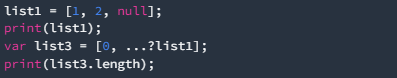 list1 = [1, 2, null];
print(list1);
var list3 = [0, ...?list1];
print(list3.length);